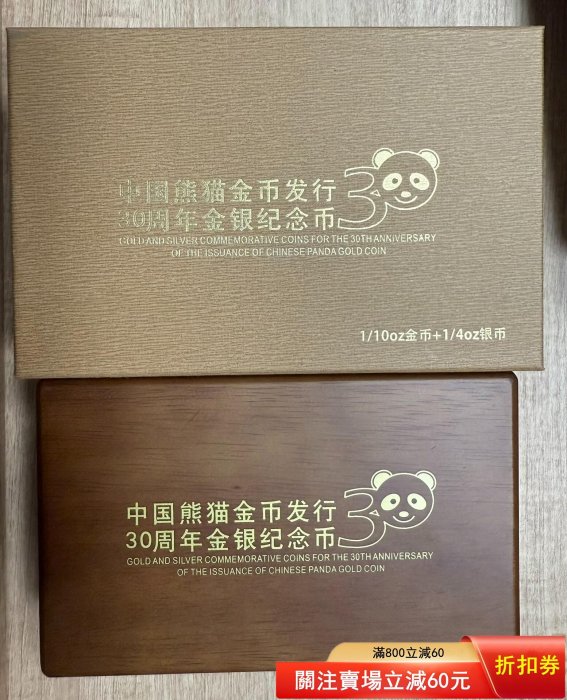 中国熊猫金币发行
30周年金银纪念币
30
GOLD AND SILVER COMMEMORATIVE COINS FOR THE 30TH ANNIVERSARY
OF THE ISSUANCE OF CHINESE PANDA GOLD COIN
1/10oz金币+1/4oz银币
中国熊猫金币发行
30周年金银纪念币
30
GOLD AND SILVER COMMEMORATIVE COINS FOR THE 30TH ANNIVERSARY
OF THE ISSUANCE OF CHINESE PANDA GOLD COIN
滿800立減60
關注賣場立減60元
折扣券